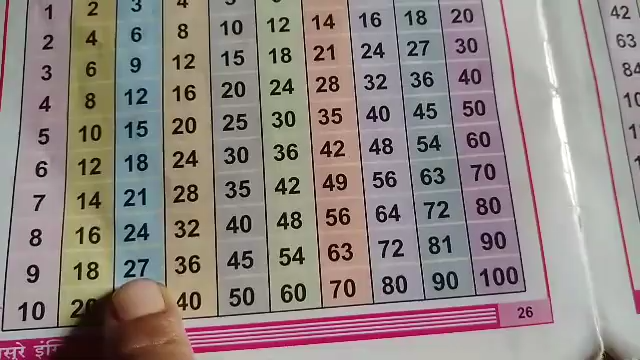 1 2 3 4 10 12 14 16 18 20
2 4 6 8
3 6 9 12 15 18 21 24 27 30
4 8 12 16 20 24 28 32 36 40
5 10 15 20 25 30 35 40 45 50
6 12 18 24 30 36 42 48 54 60
7 14 21 28 35 42 49 56 63 70
8 16 24 32 40 48 56 64 72 80
9 18 27 36 45 54 63 72 81 90
10 40 50 60 70 80 90 100
26
42
63